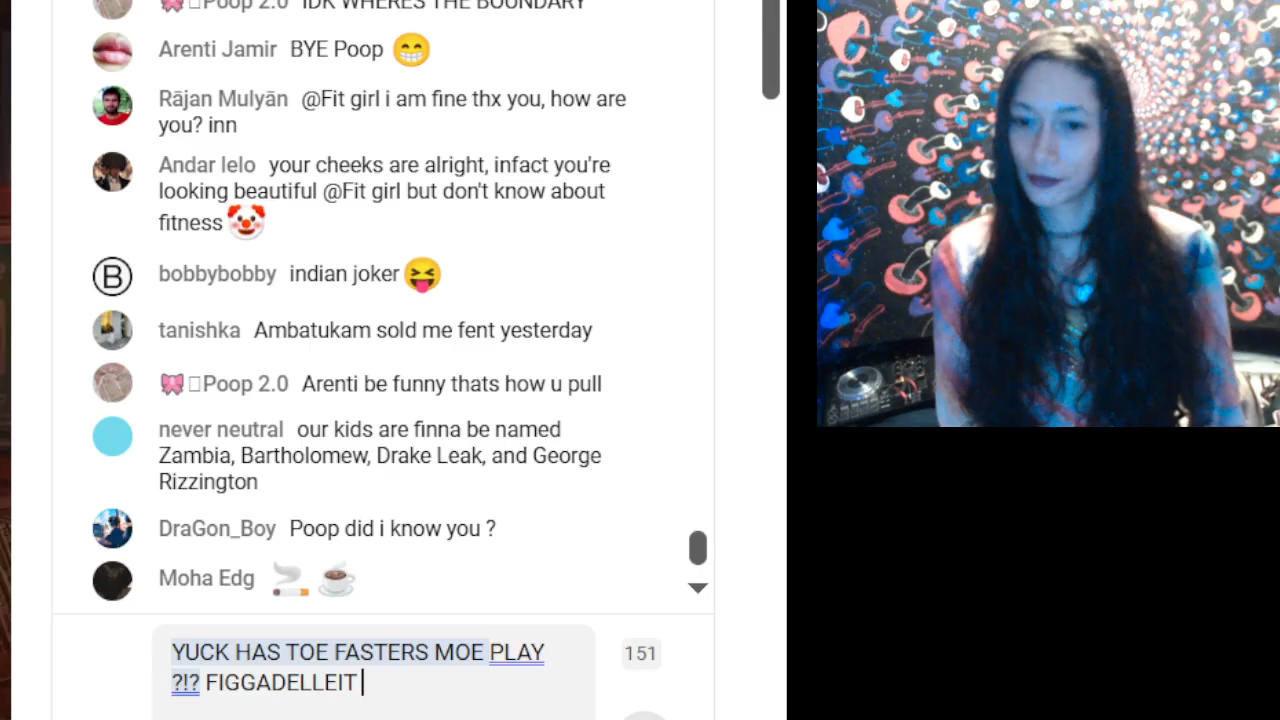 Poop 2.0 IDK WHERES THE BOUNDARY
Arenti Jamir BYE Poop 😁
Rājan Mulyān @Fit girl i am fine thx you, how are
you? inn
Andar lelo your cheeks are alright, infact you're
looking beautiful @Fit girl but don't know about
fitness 🤡
B bobbybobby indian joker 😝
tanishka Ambatukam sold me fent yesterday
🎀 Poop 2.0 Arenti be funny thats how u pull
never neutral our kids are finna be named
Zambia, Bartholomew, Drake Leak, and George
Rizzington
DraGon_Boy Poop did i know you ?
Moha Edg 🚬 ☕
YUCK HAS TOE FASTERS MOE PLAY
?!? FIGGADELLEIT
151